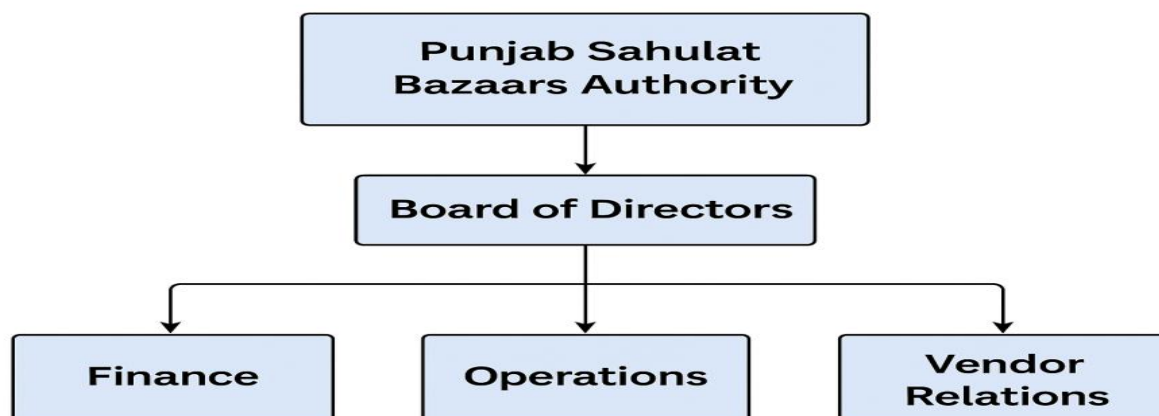 Punjab Sahulat
Bazaars Authority
Board of Directors
Finance
Operations
Vendor
Relations